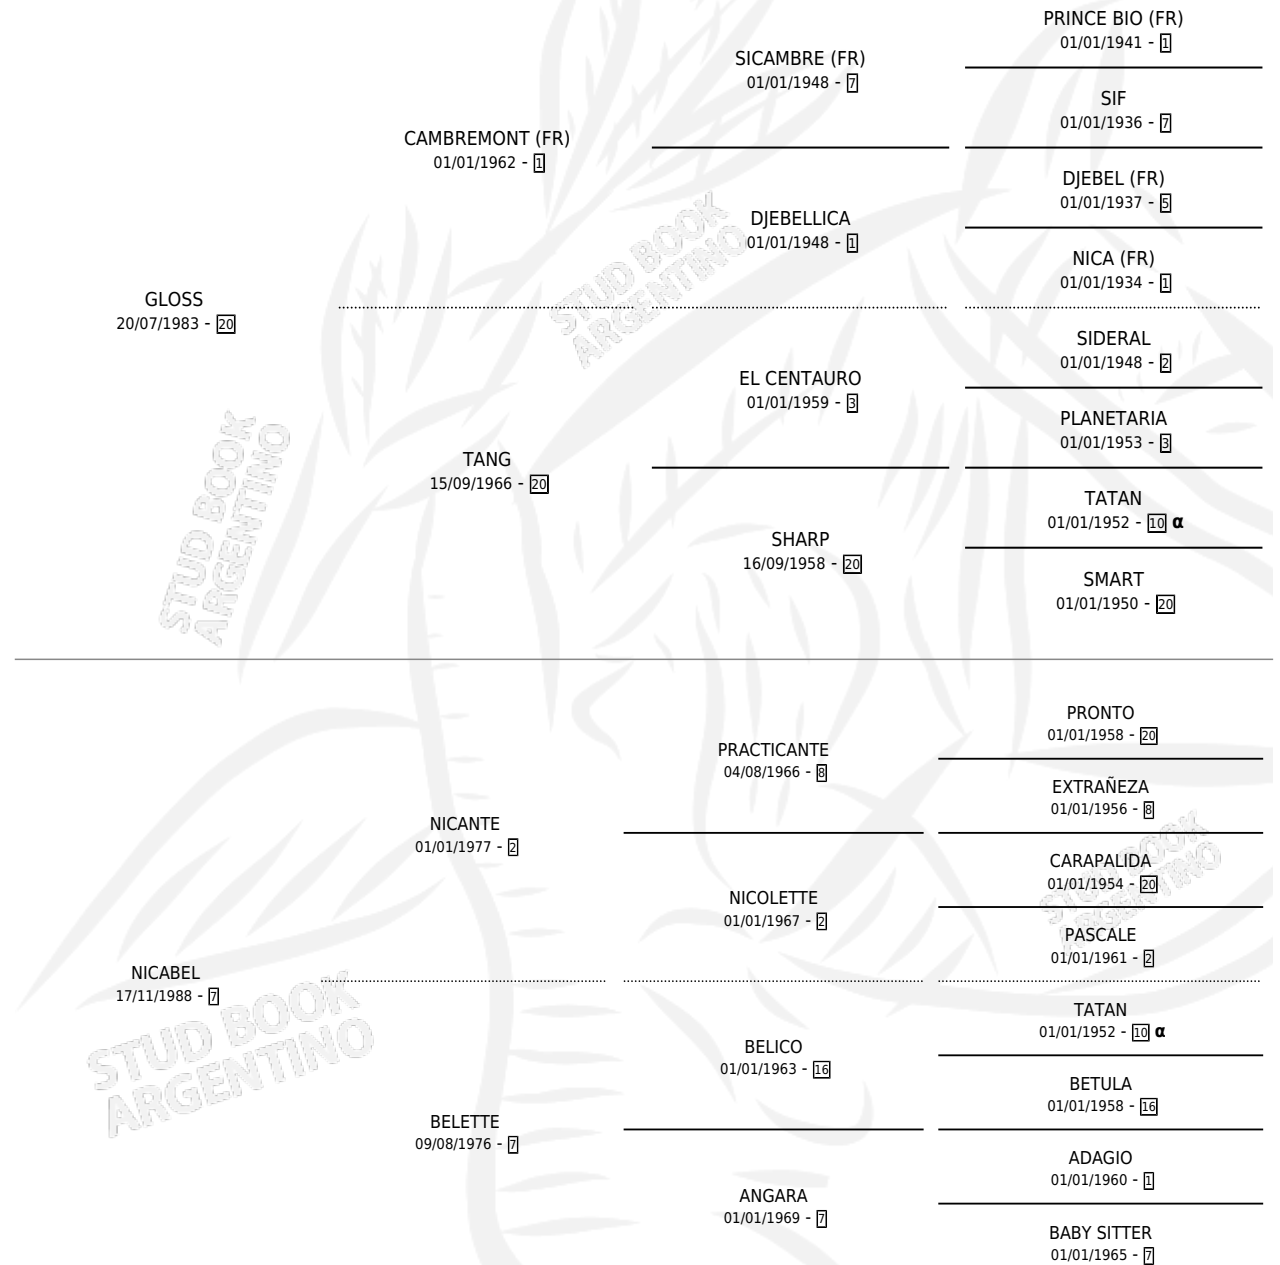 PRINCE BIO (FR)
01/01/1941 - 1
SICAMBRE (FR)
01/01/1948 - 7
SIF
01/01/1936 - 7
CAMBREMONT (FR)
01/01/1962 - 1
DJEBEL (FR)
01/01/1937 - 5
DJEBELLICA
01/01/1948 - 1
NICA (FR)
01/01/1934 - 1
GLOSS
20/07/1983 - 20
SIDERAL
01/01/1948 - 2
EL CENTAURO
01/01/1959 - 3
PLANETARIA
01/01/1953 - 3
TANG
15/09/1966 - 20
TATAN
01/01/1952 - 10 α
SHARP
16/09/1958 - 20
SMART
01/01/1950 - 20
PRONTO
01/01/1958 - 20
PRACTICANTE
04/08/1966 - 8
EXTRAÑEZA
01/01/1956 - 8
NICANTE
01/01/1977 - 2
CARAPALIDA
01/01/1954 - 20
NICOLETTE
01/01/1967 - 2
PASCALE
01/01/1961 - 2
NICABEL
17/11/1988 - 7
TATAN
01/01/1952 - 10 α
BELICO
01/01/1963 - 16
BETULA
01/01/1958 - 16
BELETTE
09/08/1976 - 7
ADAGIO
01/01/1960 - 1
ANGARA
01/01/1969 - 7
BABY SITTER
01/01/1965 - 7
STUD BOOK
ARGENTINO
STUD BOOK
ARGENTINO
STUD BOOK
ARGENTINO
STUD BOOK
ARGENTINO